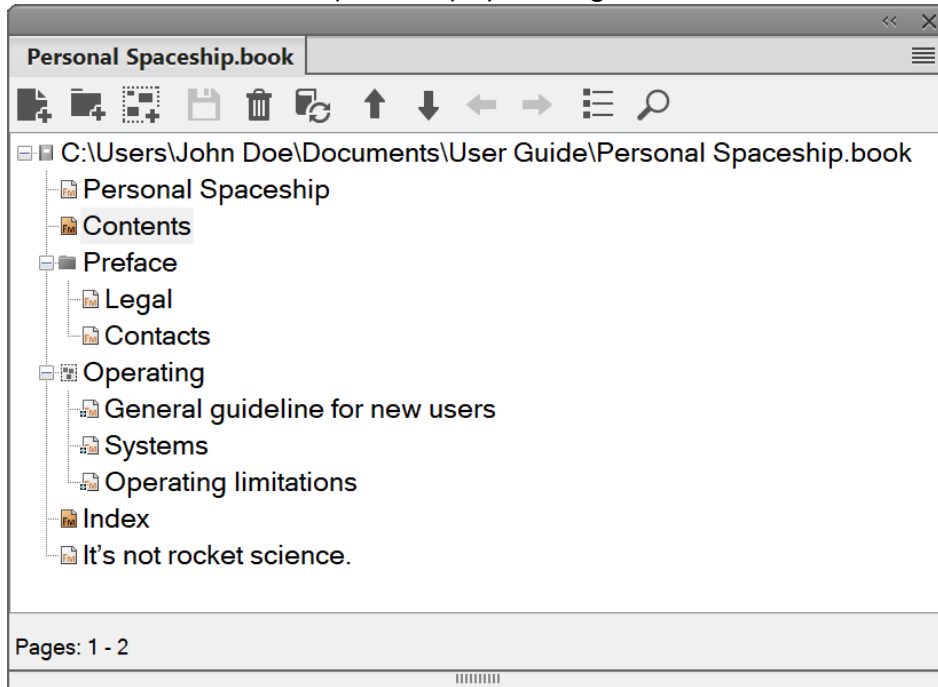 <<
Personal Spaceship.book
C:\Users\John Doe\Documents\User Guide\Personal Spaceship.book
Personal Spaceship
Contents
Preface
Legal
Contacts
Operating
General guideline for new users
Systems
Operating limitations
Index
It’s not rocket science.
Pages: 1 - 2